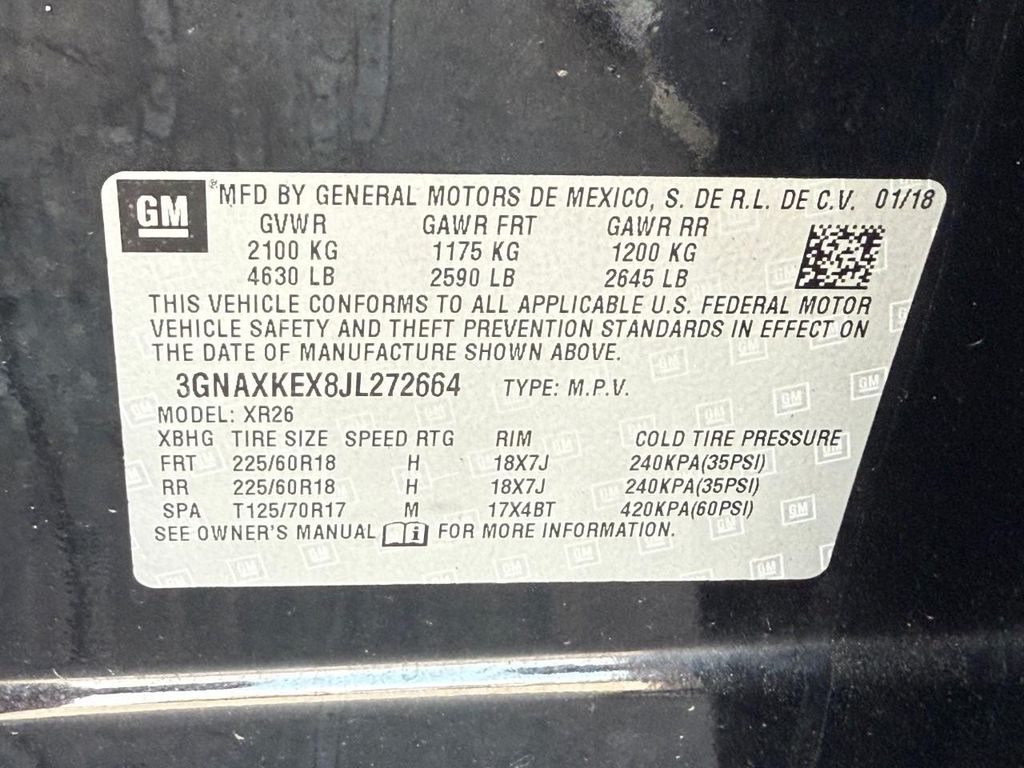 GM MFD BY GENERAL MOTORS DE MEXICO, S. DE R.L. DE C.V. 01/18
GVWR GAWR FRT GAWR RR
2100 KG 1175 KG 1200 KG
4630 LB 2590 LB 2645 LB
THIS VEHICLE CONFORMS TO ALL APPLICABLE U.S. FEDERAL MOTOR
VEHICLE SAFETY AND THEFT PREVENTION STANDARDS IN EFFECT ON
THE DATE OF MANUFACTURE SHOWN ABOVE.
3GNAXKEX8JL272664 TYPE: M.P.V.
MODEL: XR26
XBHG TIRE SIZE SPEED RTG RIM COLD TIRE PRESSURE
FRT 225/60R18 H 18X7J 240KPA(35PSI)
RR 225/60R18 H 18X7J 240KPA(35PSI)
SPA T125/70R17 M 17X4BT 420KPA(60PSI)
SEE OWNER'S MANUAL i FOR MORE INFORMATION.